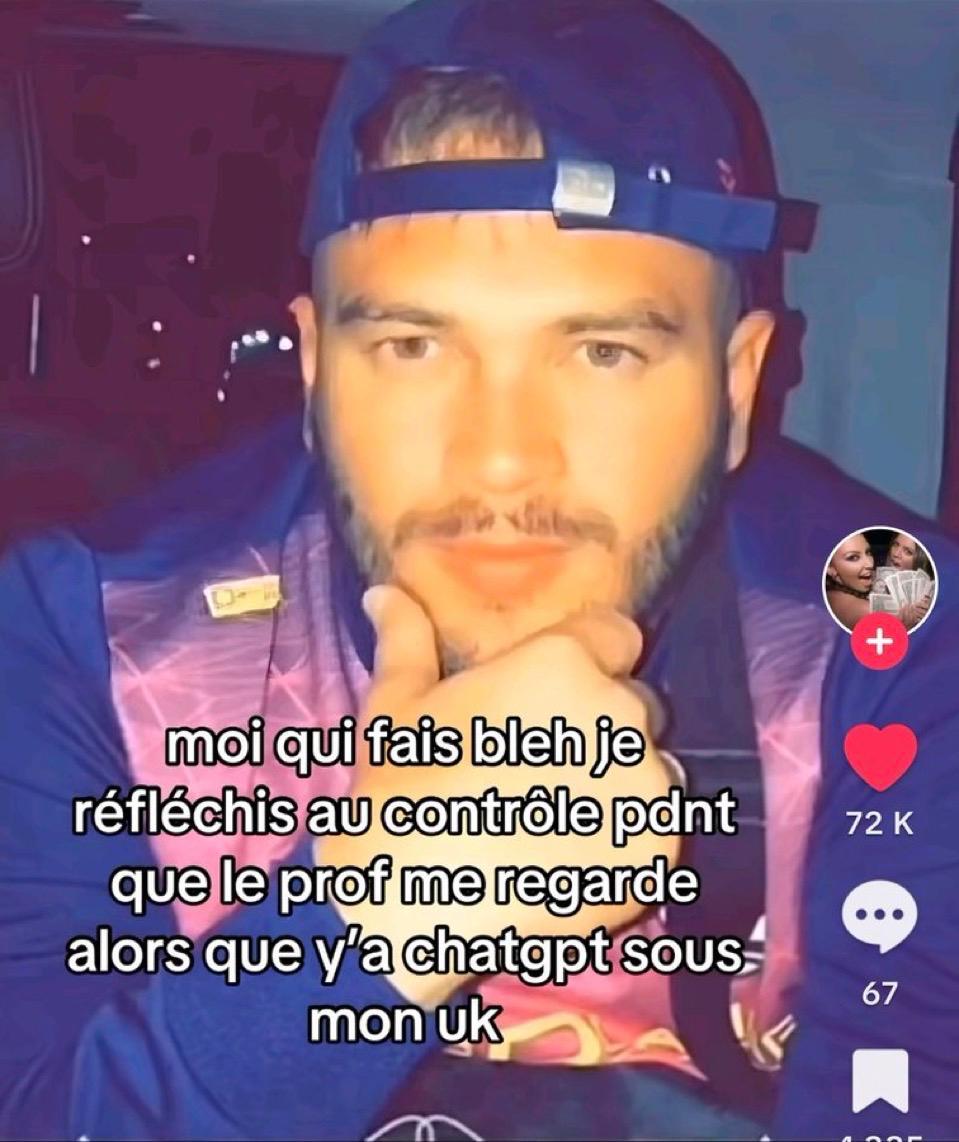 moi qui fais bleh je
réfléchis au contrôle pdnt
que le prof me regarde
alors que y'a chatgpt sous
mon uk
72 K
67